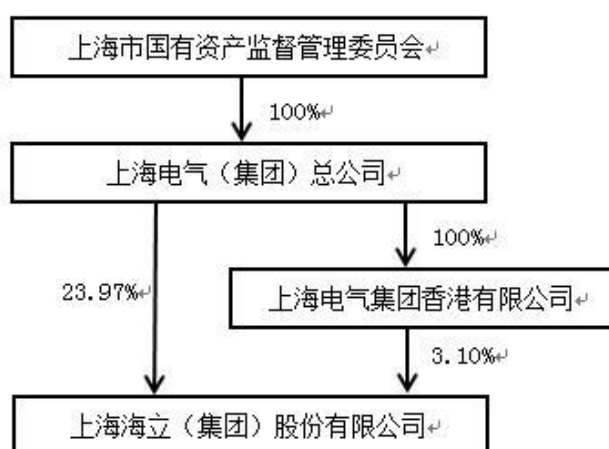 上海市国有资产监督管理委员会
100%
上海电气（集团）总公司
100%
23.97%
上海电气集团香港有限公司
3.10%
上海海立（集团）股份有限公司